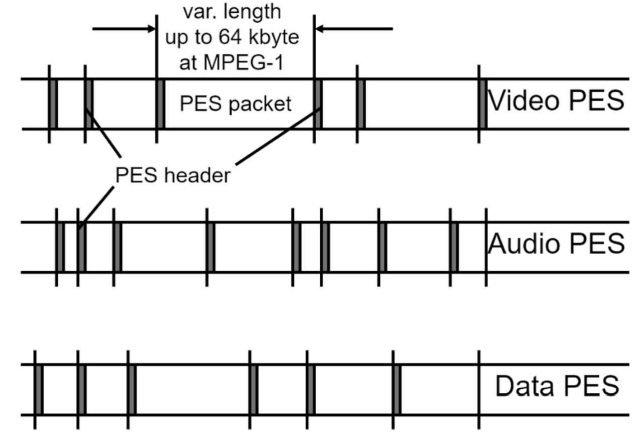 var. length
up to 64 kbyte
at MPEG-1
PES packet
Video PES
PES header
Audio PES
Data PES